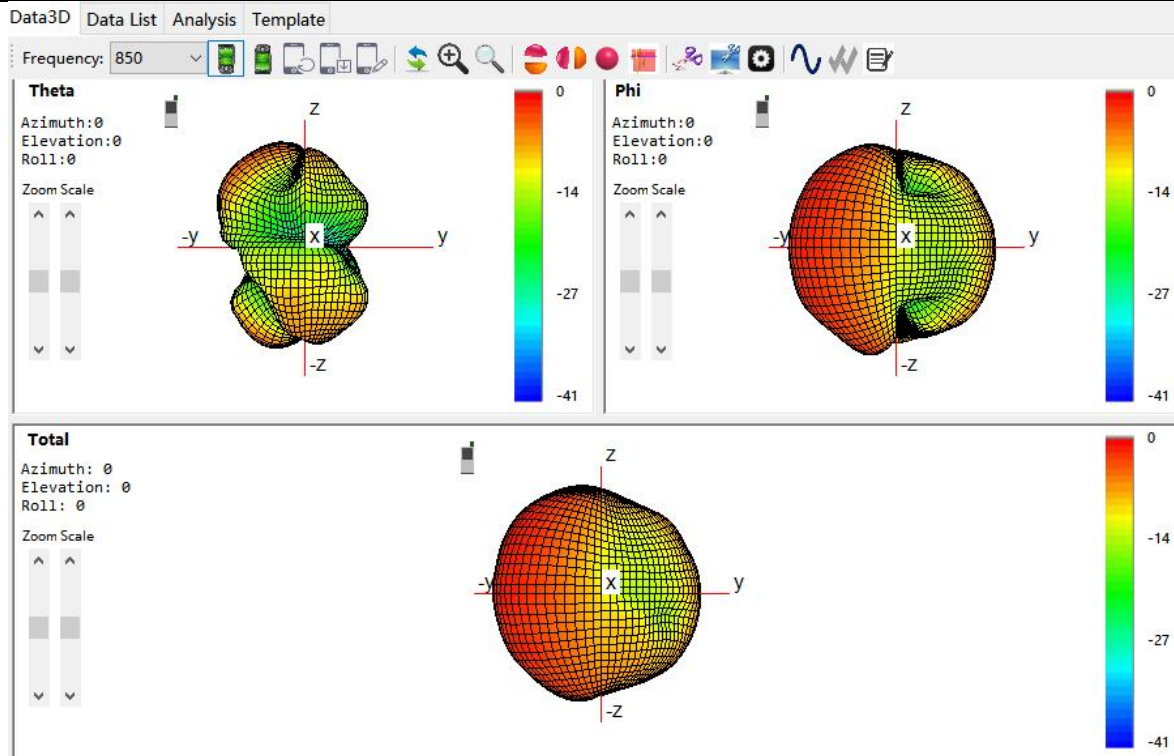 Data3D Data List Analysis Template
Frequency: 850
Theta
Azimuth:0
Elevation:0
Roll:0
Zoom Scale
z
-y
x
y
-z
0
-14
-27
-41
Phi
Azimuth:0
Elevation:0
Roll:0
Zoom Scale
z
-y
x
y
-z
0
-14
-27
-41
Total
Azimuth: 0
Elevation: 0
Roll: 0
Zoom Scale
z
-y
x
y
-z
0
-14
-27
-41